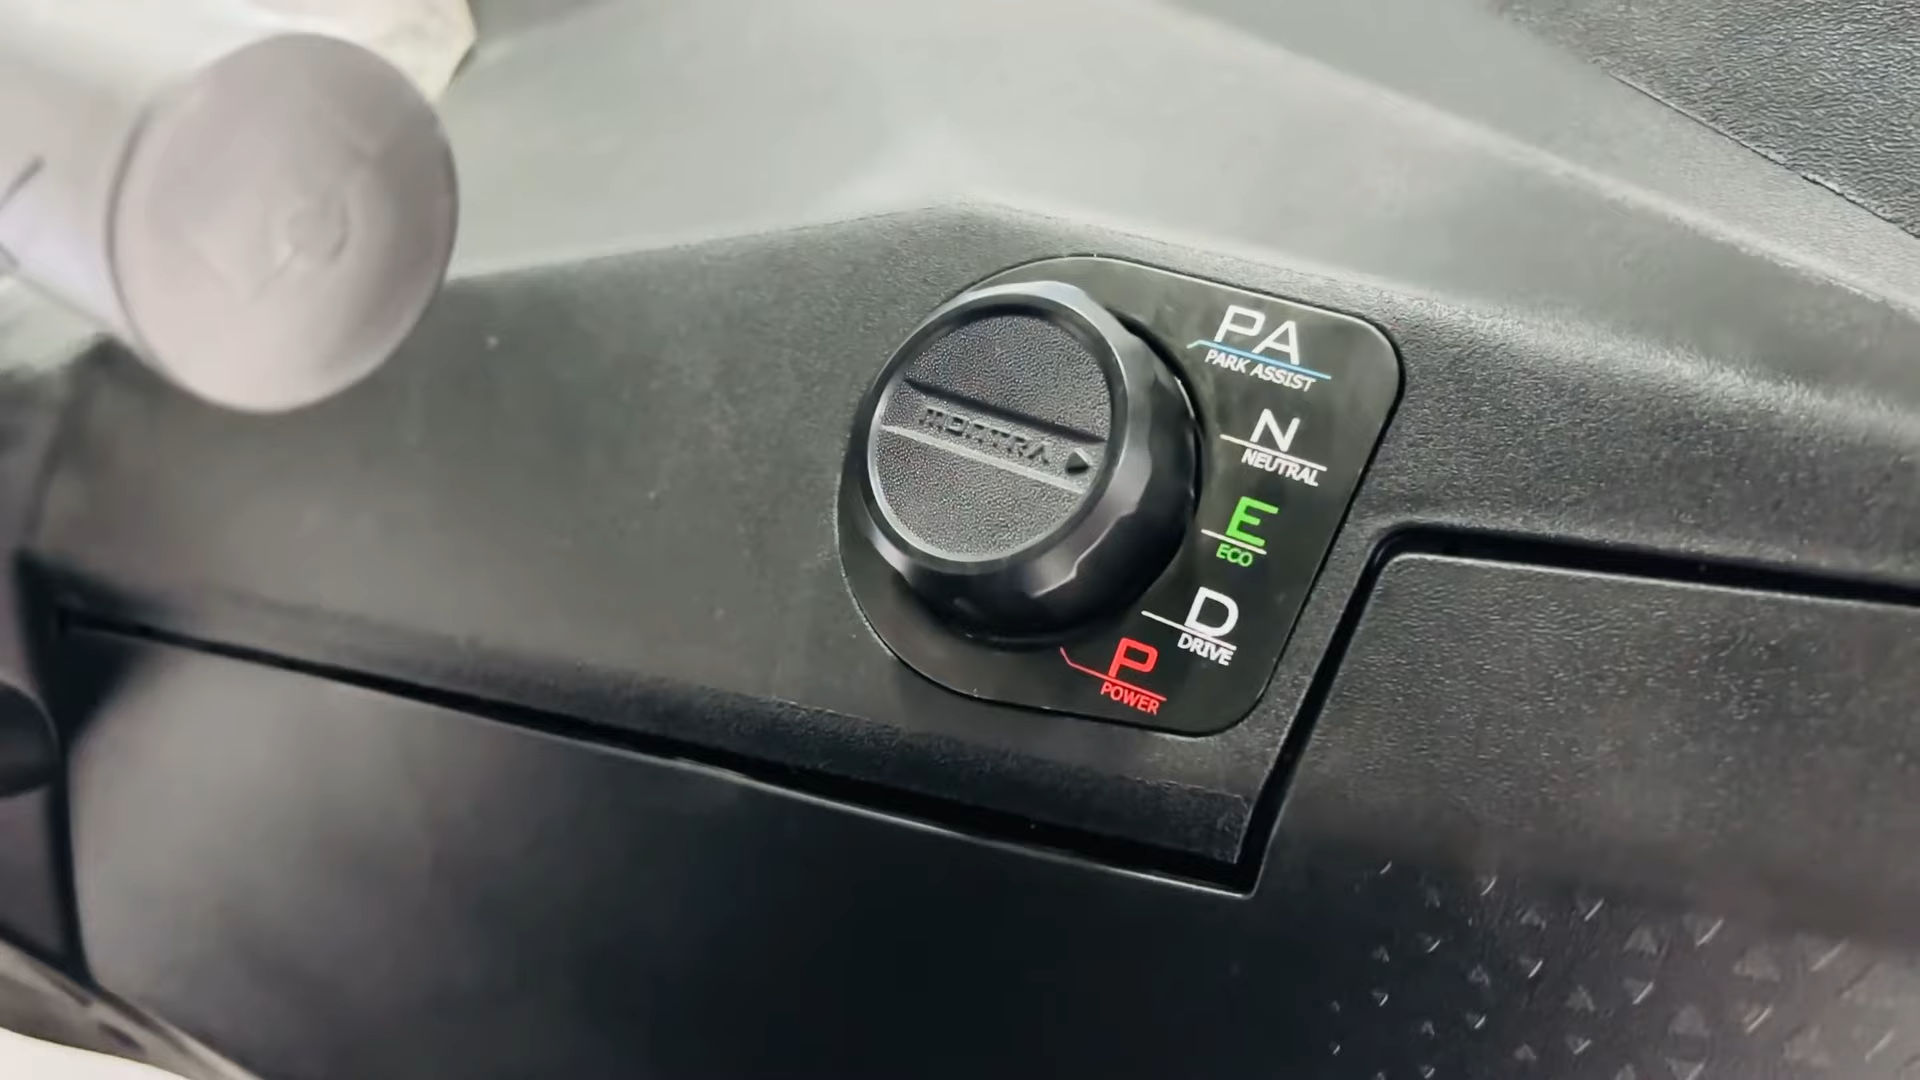 PA
PARK ASSIST
MONTRA
N
NEUTRAL
E
ECO
D
DRIVE
P
POWER